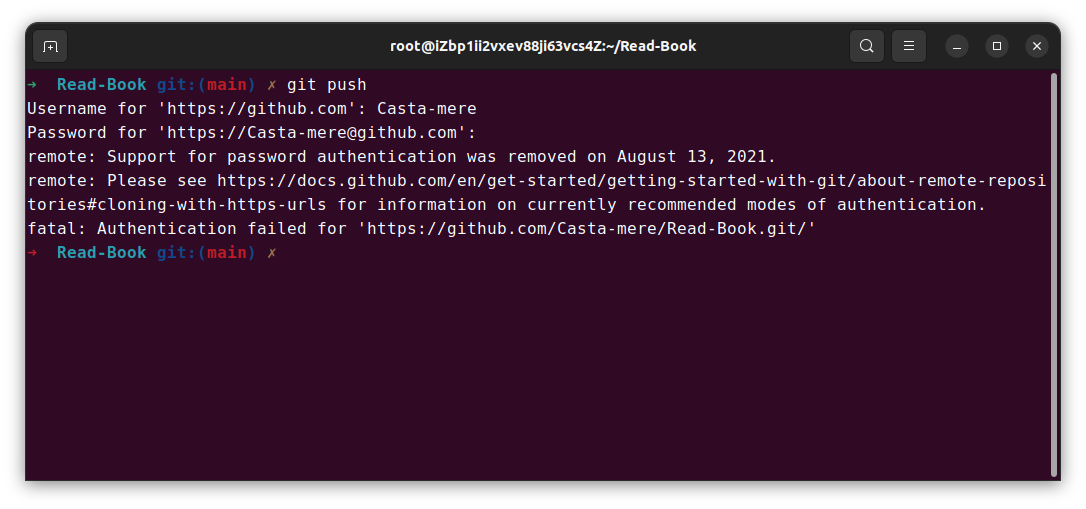 root@iZbp1ii2vxev88ji63vcs4Z:~/Read-Book
➜  Read-Book git:(main) ✗ git push
Username for 'https://github.com': Casta-mere
Password for 'https://Casta-mere@github.com':
remote: Support for password authentication was removed on August 13, 2021.
remote: Please see https://docs.github.com/en/get-started/getting-started-with-git/about-remote-reposi
tories#cloning-with-https-urls for information on currently recommended modes of authentication.
fatal: Authentication failed for 'https://github.com/Casta-mere/Read-Book.git/'
➜  Read-Book git:(main) ✗